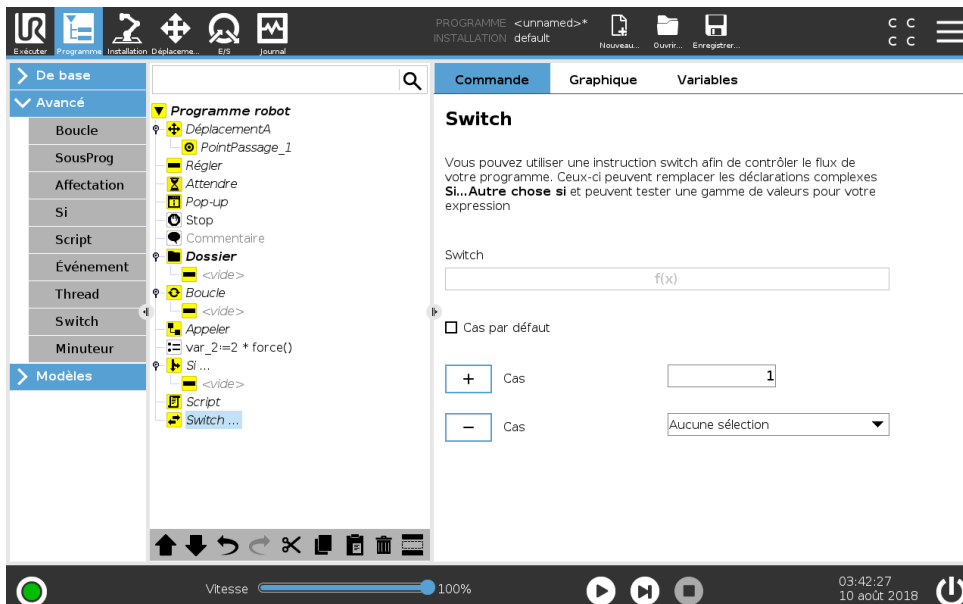 PROGRAMME <unnamed>*
INSTALLATION default
Exécuter Programme Installation Déplaceme... E/S Journal
Nouveau... Ouvrir... Enregistrer...
C C
C C
De base
Avancé
Boucle
SousProg
Affectation
Si
Script
Événement
Thread
Switch
Minuteur
Modèles
Programme robot
DéplacementA
PointPassage_1
Régler
Attendre
Pop-up
Stop
Commentaire
Dossier
<vide>
Boucle
<vide>
Appeler
var_2:=2 * force()
Si ...
<vide>
Script
Switch ...
Commande Graphique Variables
Switch
Vous pouvez utiliser une instruction switch afin de contrôler le flux de
votre programme. Ceux-ci peuvent remplacer les déclarations complexes
Si...Autre chose si et peuvent tester une gamme de valeurs pour votre
expression
Switch
f(x)
Cas par défaut
+ Cas 1
− Cas Aucune sélection
Vitesse 100%
03:42:27
10 août 2018